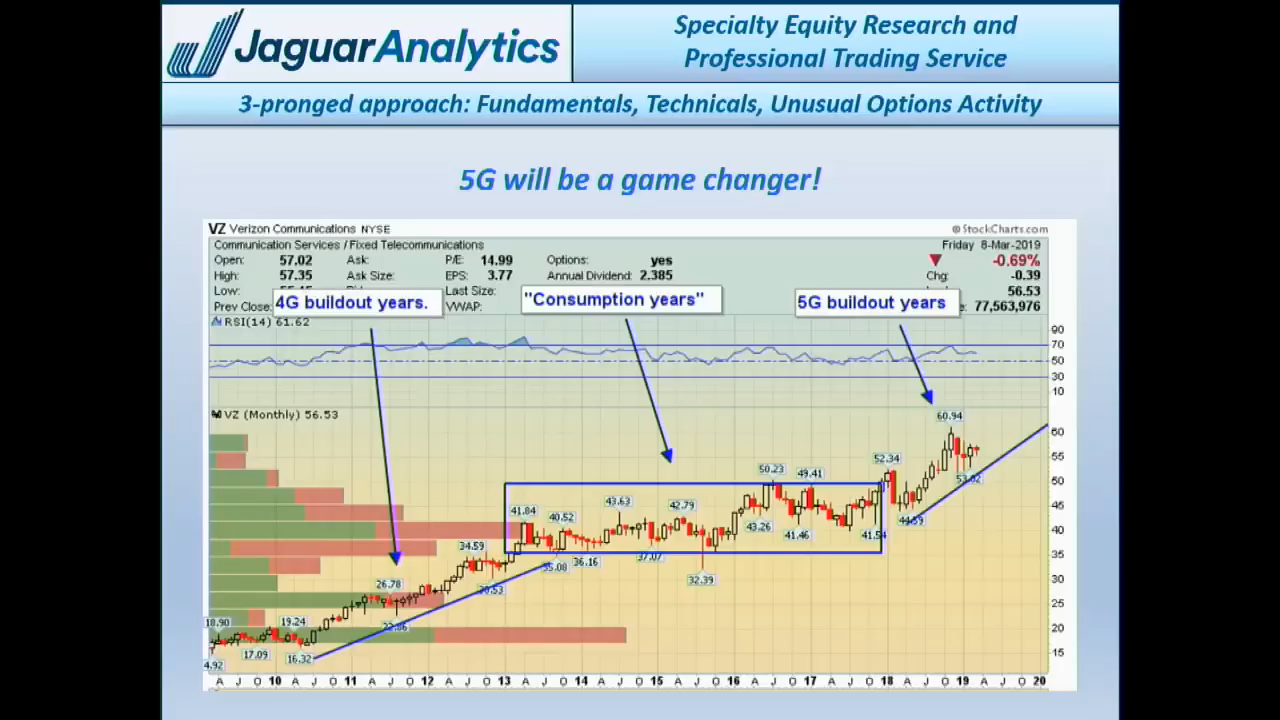 JaguarAnalytics
Specialty Equity Research and
Professional Trading Service
3-pronged approach: Fundamentals, Technicals, Unusual Options Activity
5G will be a game changer!
VZ Verizon Communications NYSE
© StockCharts.com
Communication Services / Fixed Telecommunications
Friday 8-Mar-2019
Open: 57.02 Ask: P/E: 14.99 Options: yes ▼ -0.69%
High: 57.35 Ask Size: EPS: 3.77 Annual Dividend: 2.385 Chg: -0.39
Low: Last Size: 56.53
Prev Close: VWAP: 77,563,976
4G buildout years.
"Consumption years"
5G buildout years
RSI(14) 61.62
90
70
50
30
10
VZ (Monthly) 56.53
60.94
60
55
53.02
52.34
50.23
49.41
50
45
44.59
43.63
42.79
43.26
41.84
40.52
41.46
41.54
40
37.07
36.16
35.08
35
34.59
32.39
30.53
30
26.78
25
22.86
18.90
19.24
20
17.09
16.32
15
4.92
A J O 10 A J O 11 A J O 12 A J O 13 A J O 14 A J O 15 A J O 16 A J O 17 A J O 18 A J O 19 A J O 20